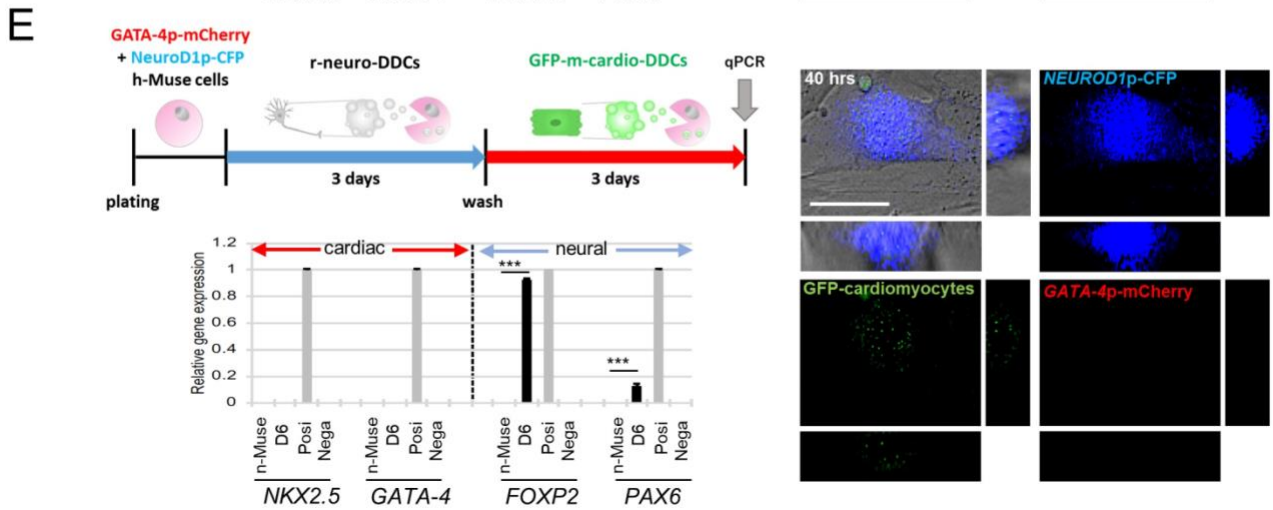 E
GATA-4p-mCherry
+ NeuroD1p-CFP
h-Muse cells
r-neuro-DDCs
GFP-m-cardio-DDCs
qPCR
3 days
3 days
plating
wash
Relative gene expression
1.2
1
0.8
0.6
0.4
0.2
0
cardiac
neural
***
***
n-Muse
D6
Posi
Nega
n-Muse
D6
Posi
Nega
n-Muse
D6
Posi
Nega
n-Muse
D6
Posi
Nega
NKX2.5
GATA-4
FOXP2
PAX6
40 hrs
NEUROD1p-CFP
GFP-cardiomyocytes
GATA-4p-mCherry